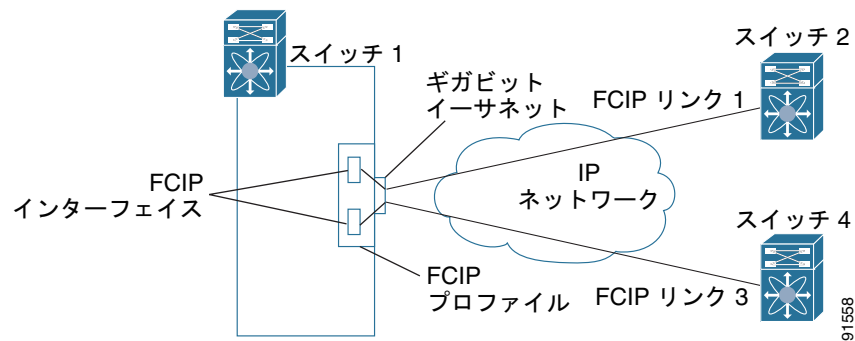 スイッチ 1
スイッチ 2
ギガビット
イーサネット
FCIP リンク 1
FCIP
インターフェイス
IP
ネットワーク
スイッチ 4
FCIP
プロファイル
FCIP リンク 3
91558